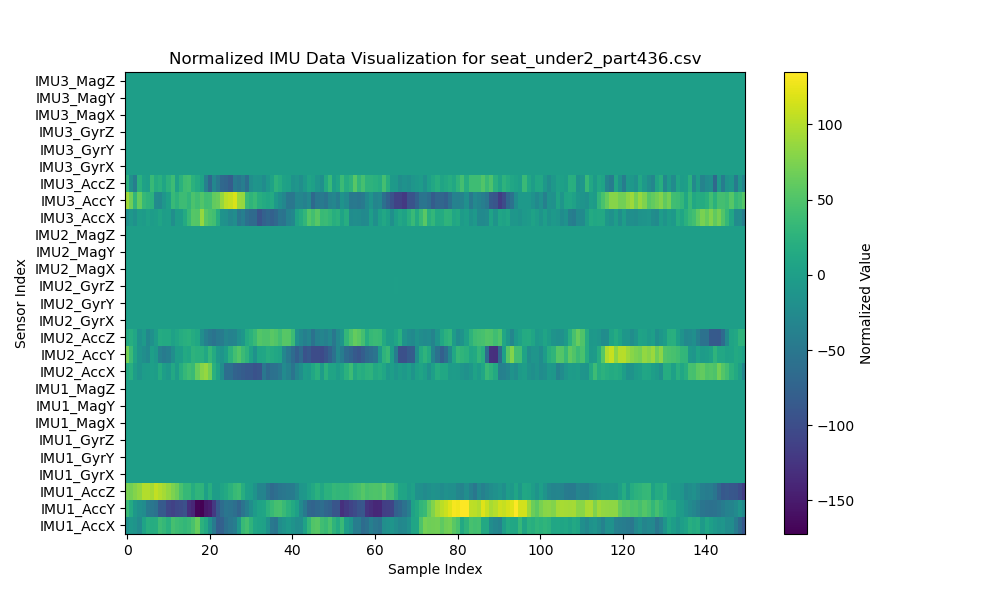 Normalized IMU Data Visualization for seat_under2_part436.csv
IMU3_MagZ
IMU3_MagY
IMU3_MagX
IMU3_GyrZ
IMU3_GyrY
IMU3_GyrX
IMU3_AccZ
IMU3_AccY
IMU3_AccX
IMU2_MagZ
IMU2_MagY
IMU2_MagX
IMU2_GyrZ
IMU2_GyrY
IMU2_GyrX
IMU2_AccZ
IMU2_AccY
IMU2_AccX
IMU1_MagZ
IMU1_MagY
IMU1_MagX
IMU1_GyrZ
IMU1_GyrY
IMU1_GyrX
IMU1_AccZ
IMU1_AccY
IMU1_AccX
Sensor Index
0 20 40 60 80 100 120 140
Sample Index
100
50
0
−50
−100
−150
Normalized Value